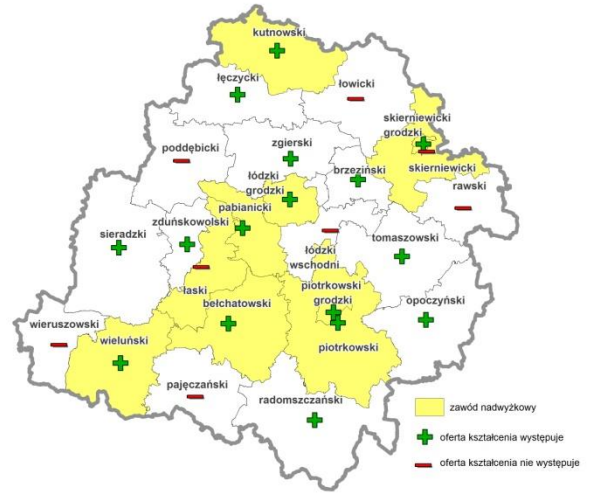 kutnowski
łęczycki
łowicki
skierniewicki
grodzki
poddębicki
zgierski
brzeziński
skierniewicki
łódzki
grodzki
rawski
pabianicki
zduńskowolski
sieradzki
tomaszowski
łódzki
wschodni
łaski
piotrkowski
grodzki
bełchatowski
opoczyński
wieruszowski
wieluński
piotrkowski
pajęczański
radomszczański
zawód nadwyżkowy
oferta kształcenia występuje
oferta kształcenia nie występuje